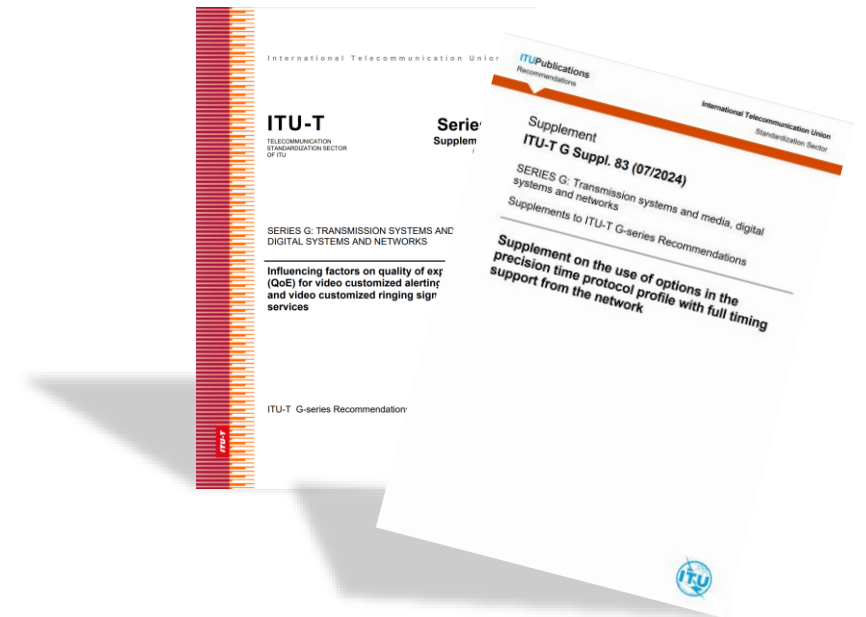 International Telecommunication Union
ITU-T
TELECOMMUNICATION
STANDARDIZATION SECTOR
OF ITU
Serie
Supplem
SERIES G: TRANSMISSION SYSTEMS AND
DIGITAL SYSTEMS AND NETWORKS
Influencing factors on quality of exp
(QoE) for video customized alerting
and video customized ringing sign
services
ITU-T G-series Recommendation
ITU-T
ITUPublications
Recommendations
International Telecommunication Union
Standardization Sector
Supplement
ITU-T G Suppl. 83 (07/2024)
SERIES G: Transmission systems and media, digital
systems and networks
Supplements to ITU-T G-series Recommendations
Supplement on the use of options in the
precision time protocol profile with full timing
support from the network
ITU